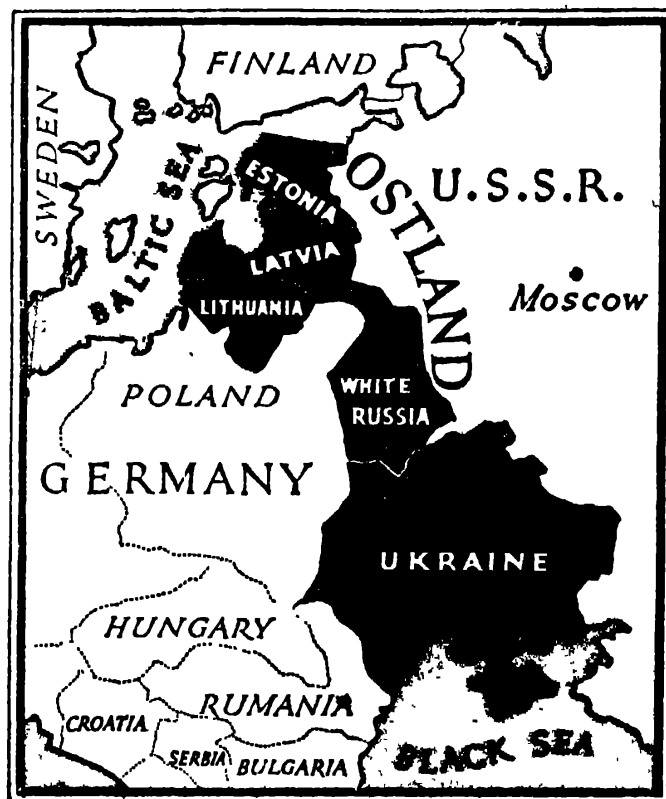 FINLAND
SWEDEN
BALTIC SEA
ESTONIA
OSTLAND
U.S.S.R.
LATVIA
Moscow
LITHUANIA
POLAND
WHITE
RUSSIA
GERMANY
UKRAINE
HUNGARY
RUMANIA
CROATIA
SERBIA
BULGARIA
BLACK SEA